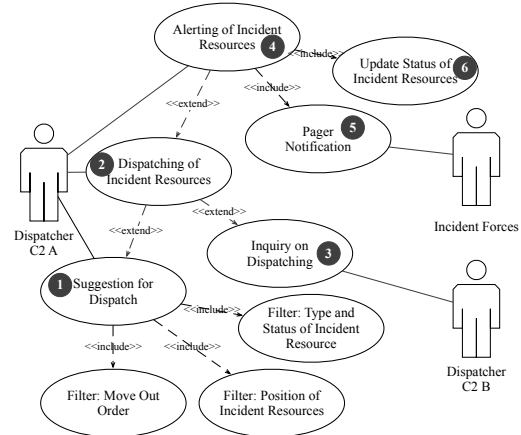 Alerting of Incident
Resources
4
<<include>>
6
Update Status of
Incident Resources
<<include>>
<<extend>>
5
Pager
Notification
2
Dispatching of
Incident Resources
Dispatcher
C2 A
Incident Forces
<<extend>>
<<extend>>
Inquiry on
Dispatching
3
1
Suggestion for
Dispatch
<<include>>
Filter: Type and
Status of Incident
Resource
<<include>>
<<include>>
Dispatcher
C2 B
Filter: Move Out
Order
Filter: Position of
Incident Resources